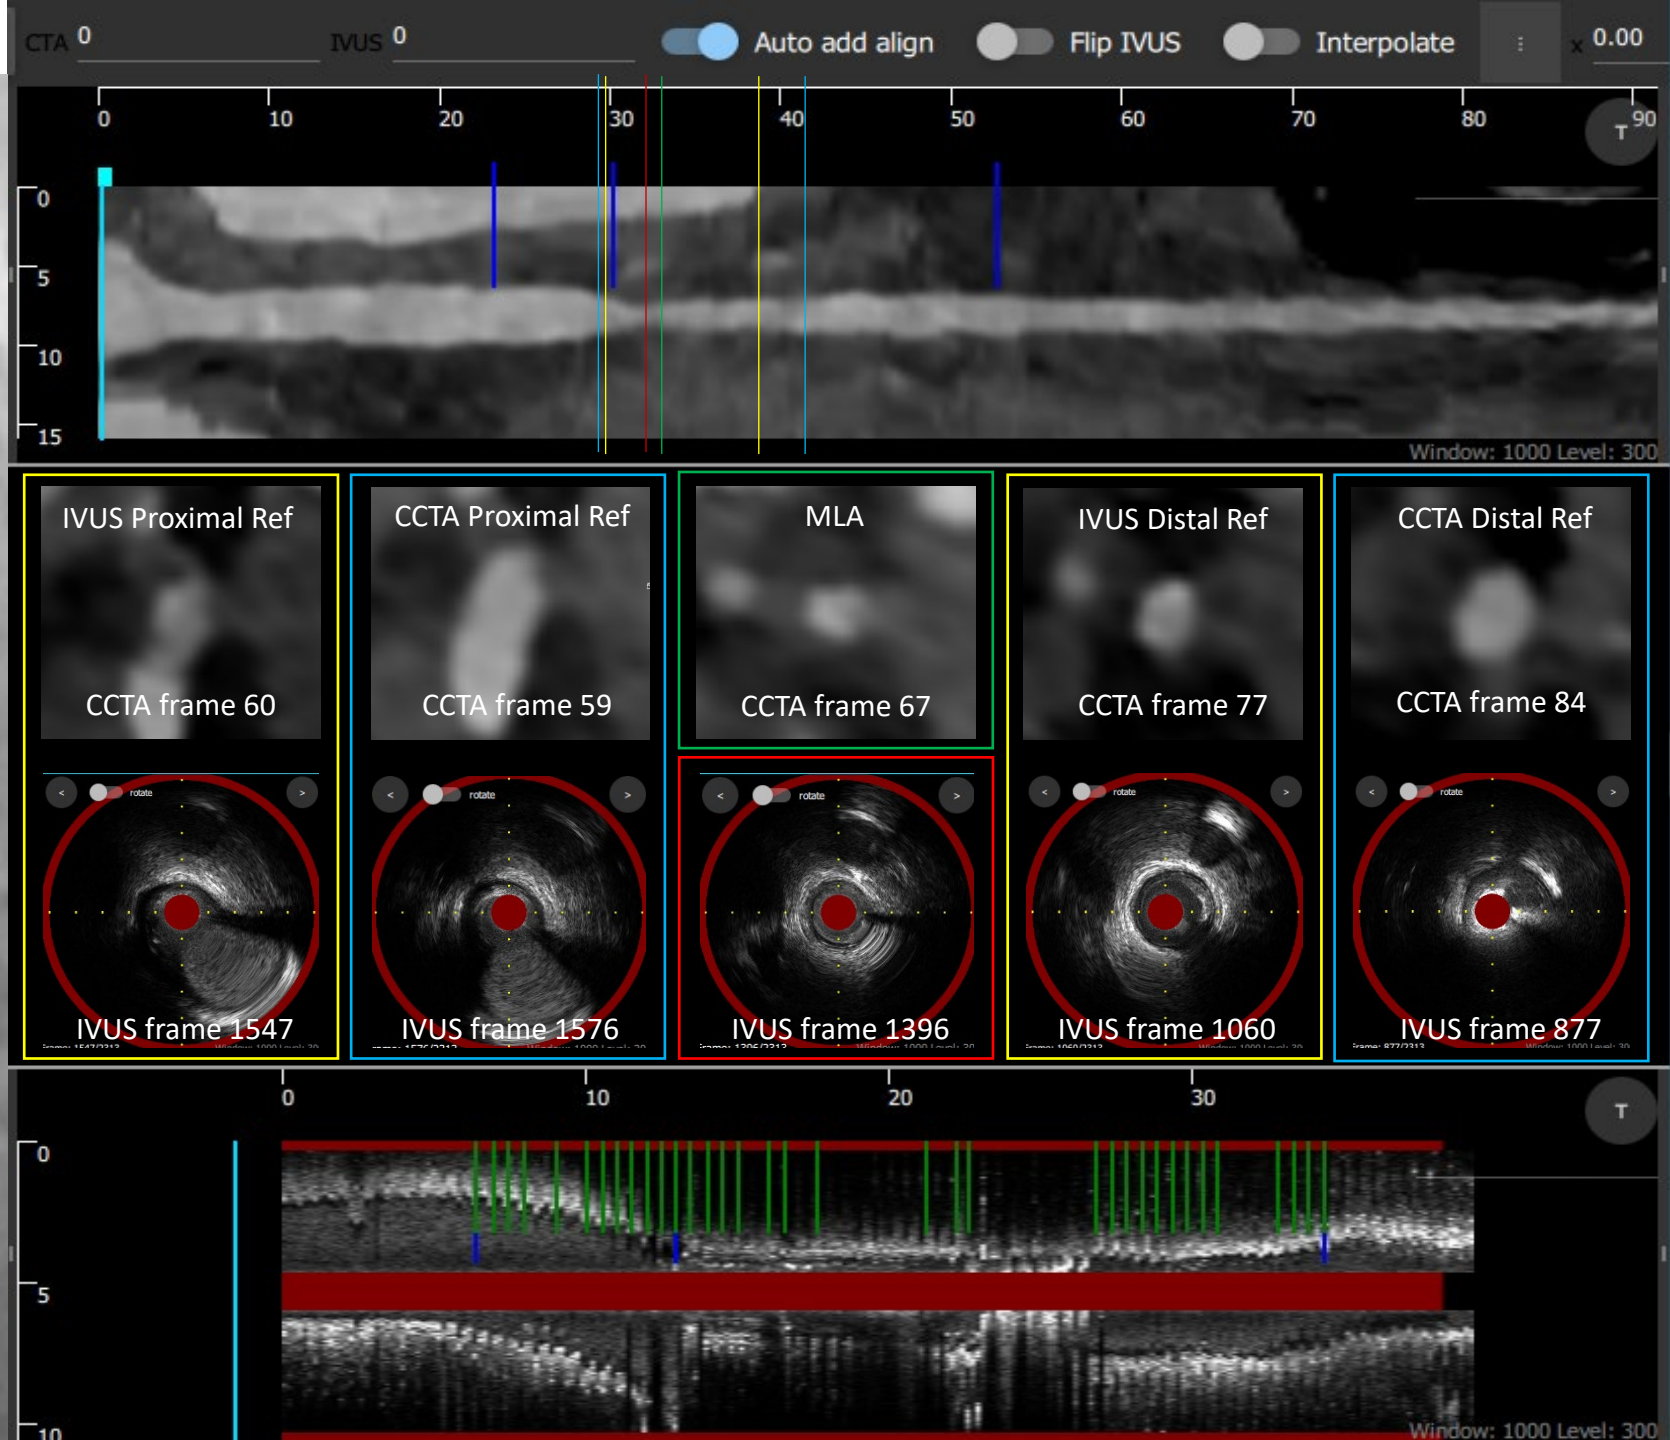 CTA 0 IVUS 0 Auto add align Flip IVUS Interpolate x 0.00
0 10 20 30 40 50 60 70 80 90
T
0
5
10
15
Window: 1000 Level: 300
IVUS Proximal Ref
CCTA frame 60
CCTA Proximal Ref
CCTA frame 59
MLA
CCTA frame 67
IVUS Distal Ref
CCTA frame 77
CCTA Distal Ref
CCTA frame 84
< rotate >
IVUS frame 1547
< rotate >
IVUS frame 1576
< rotate >
IVUS frame 1396
< rotate >
IVUS frame 1060
< rotate >
IVUS frame 877
0 10 20 30
T
0
5
10
Window: 1000 Level: 300